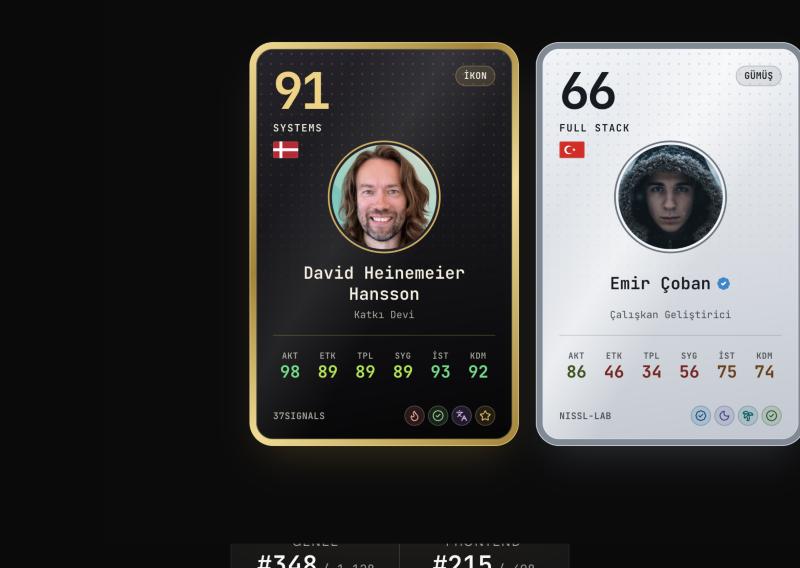 91
İKON
SYSTEMS
David Heinemeier
Hansson
Katkı Devi
AKT ETK TPL SYG İST KDM
98 89 89 89 93 92
37SIGNALS
66
GÜMÜŞ
FULL STACK
Emir Çoban
Çalışkan Geliştirici
AKT ETK TPL SYG İST KDM
86 46 34 56 75 74
NISSL-LAB
GENEL FRONTEND
#348 #215